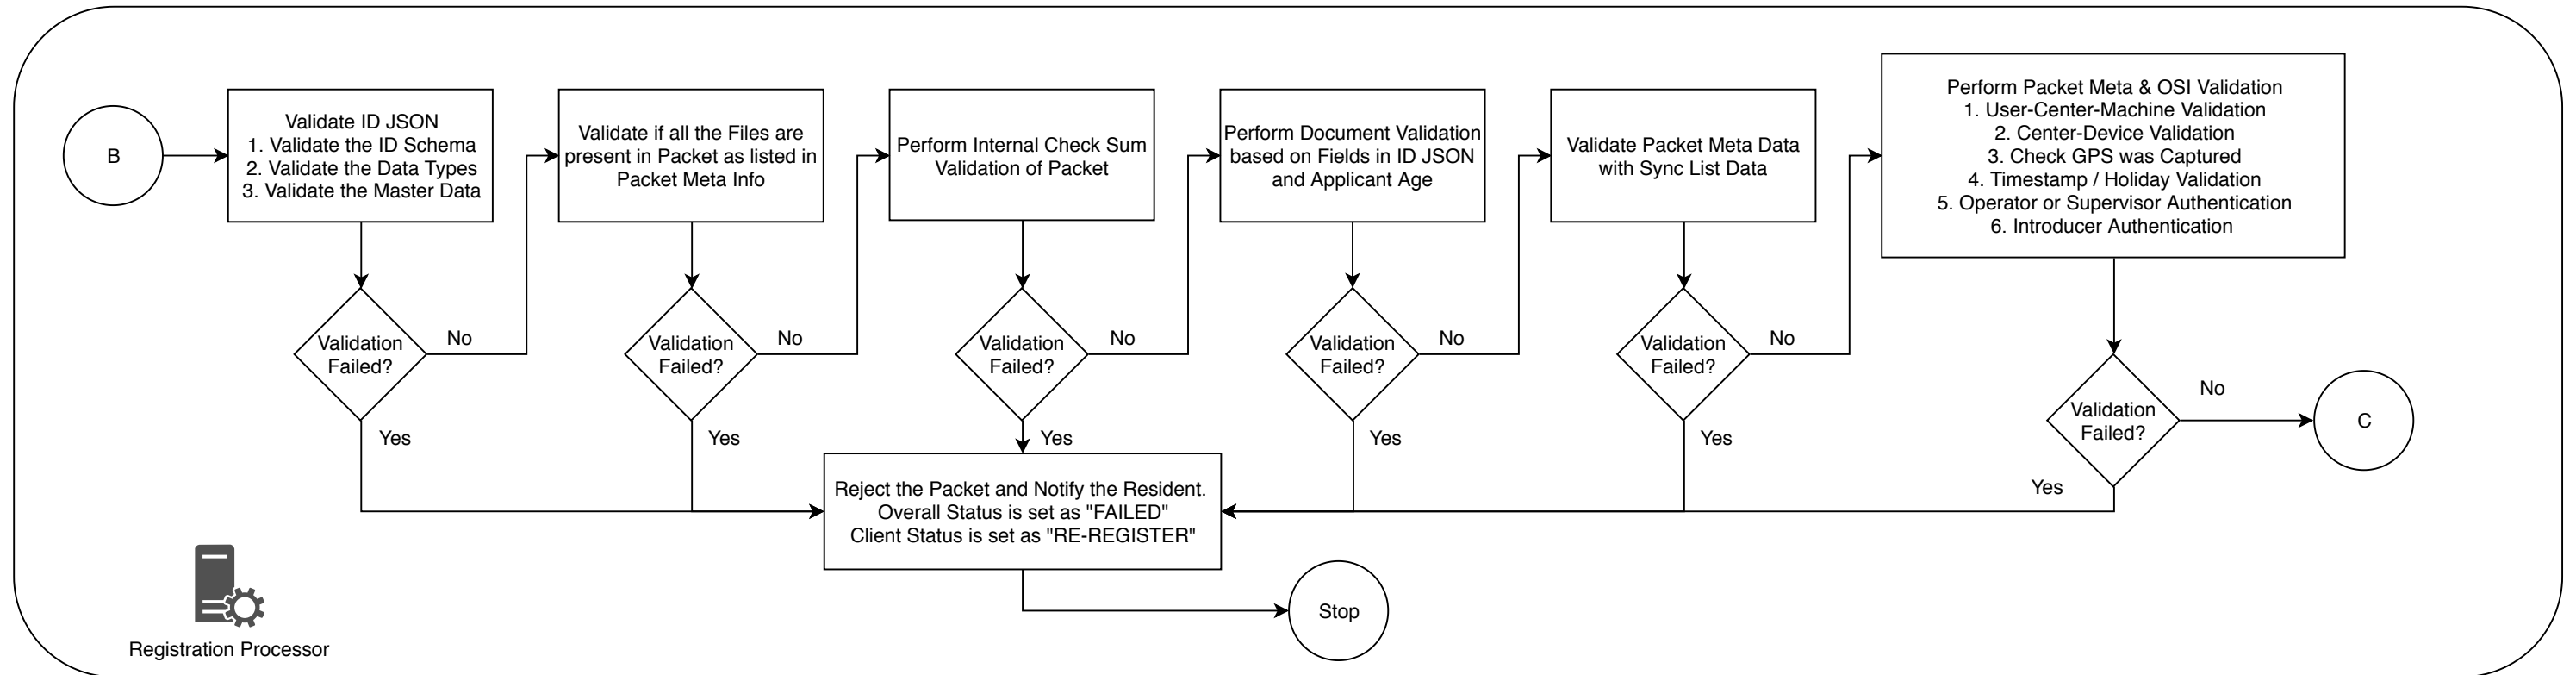 B
Validate ID JSON
1. Validate the ID Schema
2. Validate the Data Types
3. Validate the Master Data
Validate if all the Files are
present in Packet as listed in
Packet Meta Info
Perform Internal Check Sum
Validation of Packet
Perform Document Validation
based on Fields in ID JSON
and Applicant Age
Validate Packet Meta Data
with Sync List Data
Perform Packet Meta & OSI Validation
1. User-Center-Machine Validation
2. Center-Device Validation
3. Check GPS was Captured
4. Timestamp / Holiday Validation
5. Operator or Supervisor Authentication
6. Introducer Authentication
Validation
Failed?
No
Yes
Validation
Failed?
No
Yes
Validation
Failed?
No
Yes
Validation
Failed?
No
Yes
Validation
Failed?
No
Yes
Validation
Failed?
No
Yes
C
Reject the Packet and Notify the Resident.
Overall Status is set as "FAILED"
Client Status is set as "RE-REGISTER"
Stop
Registration Processor